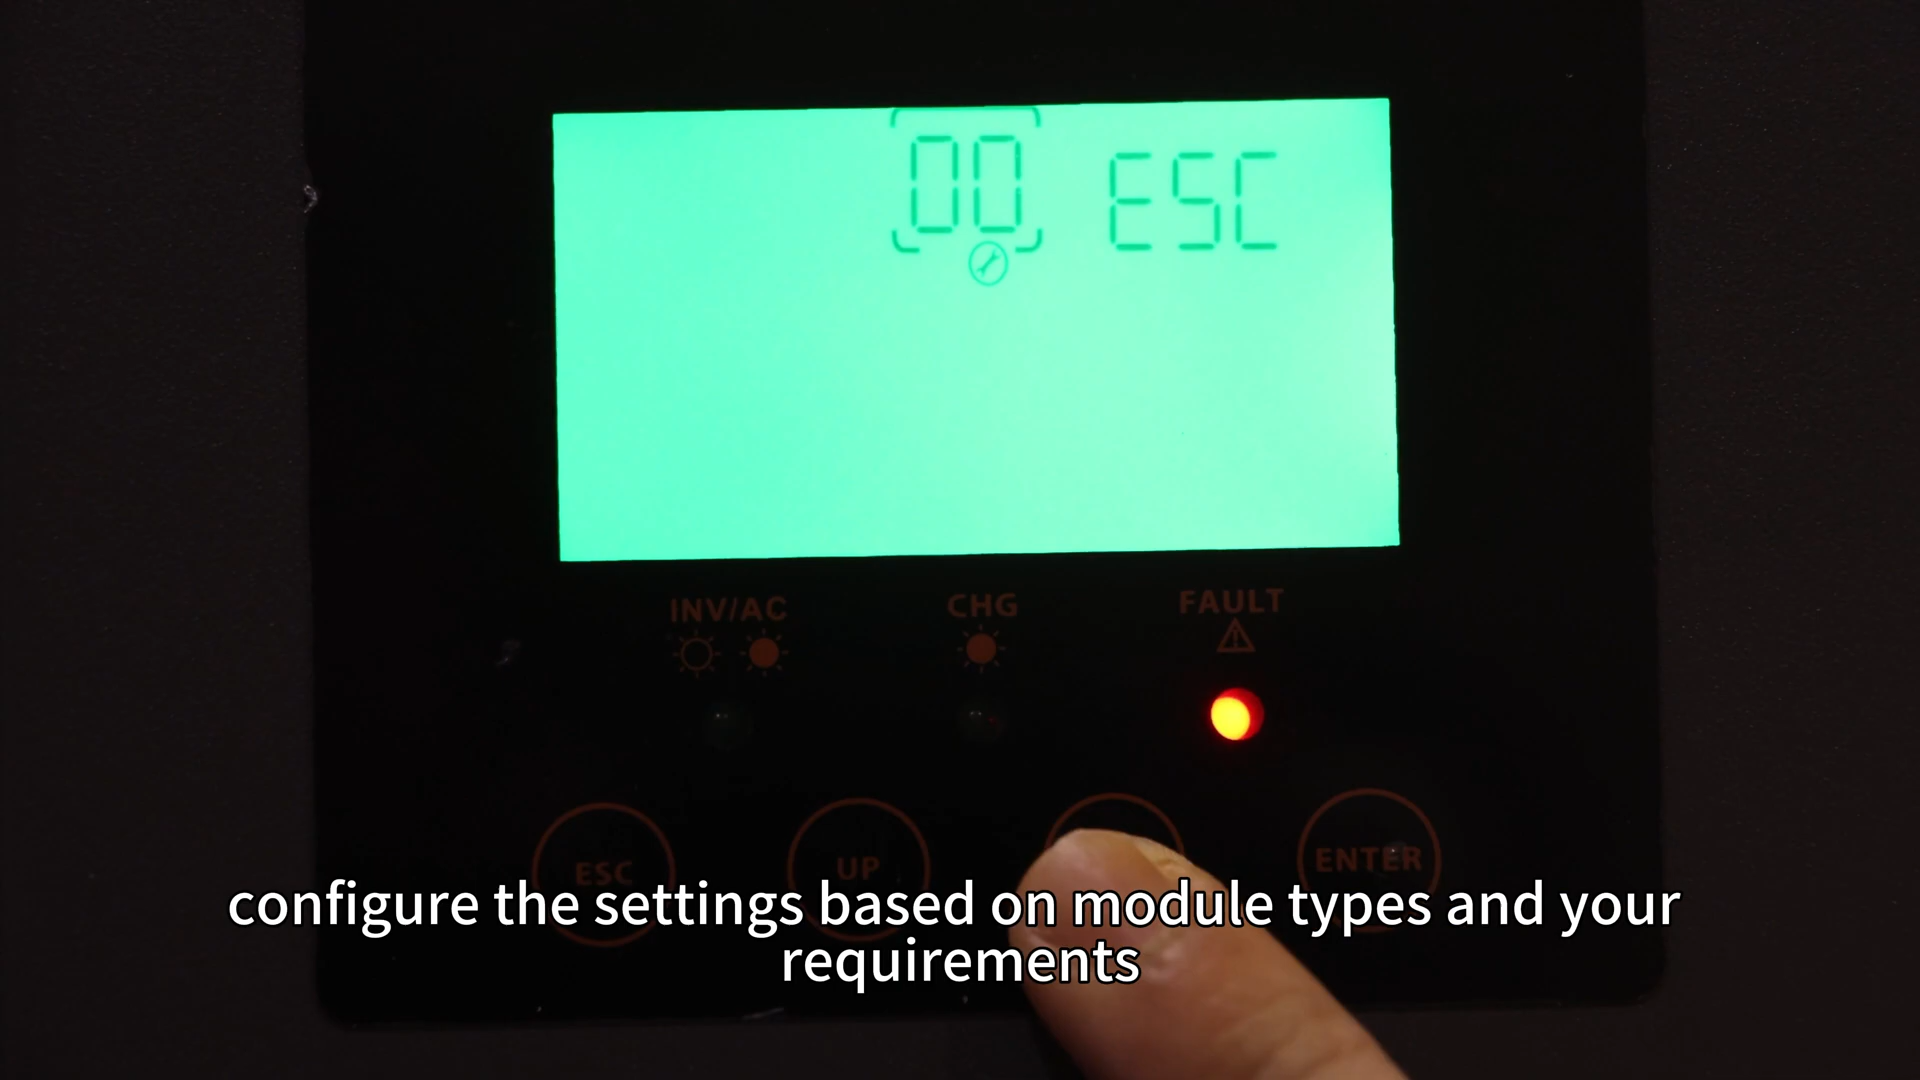 00 ESC
INV/AC CHG FAULT
ESC UP ENTER
configure the settings based on module types and your
requirements